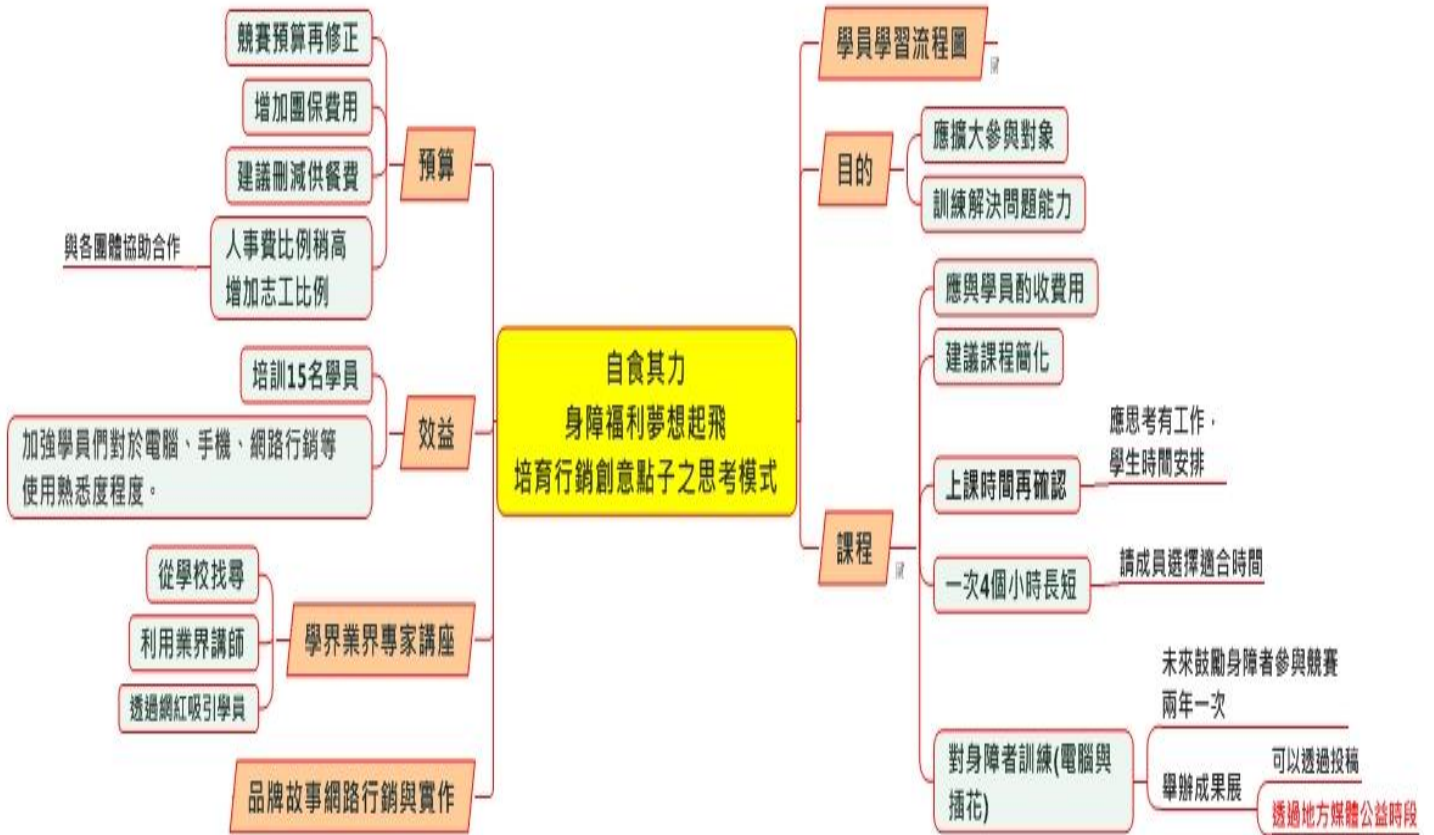 自食其力
身障福利夢想起飛
培育行銷創意點子之思考模式
學員學習流程圖
目的
應擴大參與對象
訓練解決問題能力
課程
應與學員酌收費用
建議課程簡化
上課時間再確認
應思考有工作,
學生時間安排
一次4個小時長短
請成員選擇適合時間
對身障者訓練(電腦與
插花)
未來鼓勵身障者參與競賽
兩年一次
舉辦成果展
可以透過投稿
透過地方媒體公益時段
預算
競賽預算再修正
增加團保費用
建議刪減供餐費
人事費比例稍高
增加志工比例
與各團體協助合作
效益
培訓15名學員
加強學員們對於電腦、手機、網路行銷等
使用熟悉度程度。
學界業界專家講座
從學校找尋
利用業界講師
透過網紅吸引學員
品牌故事網路行銷與實作